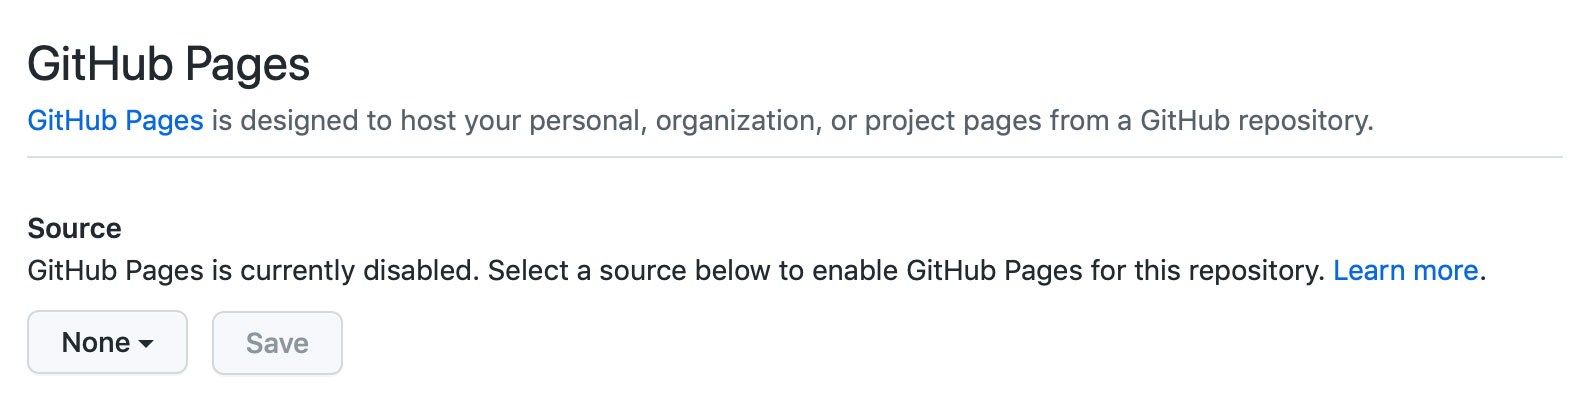 GitHub Pages
GitHub Pages is designed to host your personal, organization, or project pages from a GitHub repository.
Source
GitHub Pages is currently disabled. Select a source below to enable GitHub Pages for this repository. Learn more.
None Save